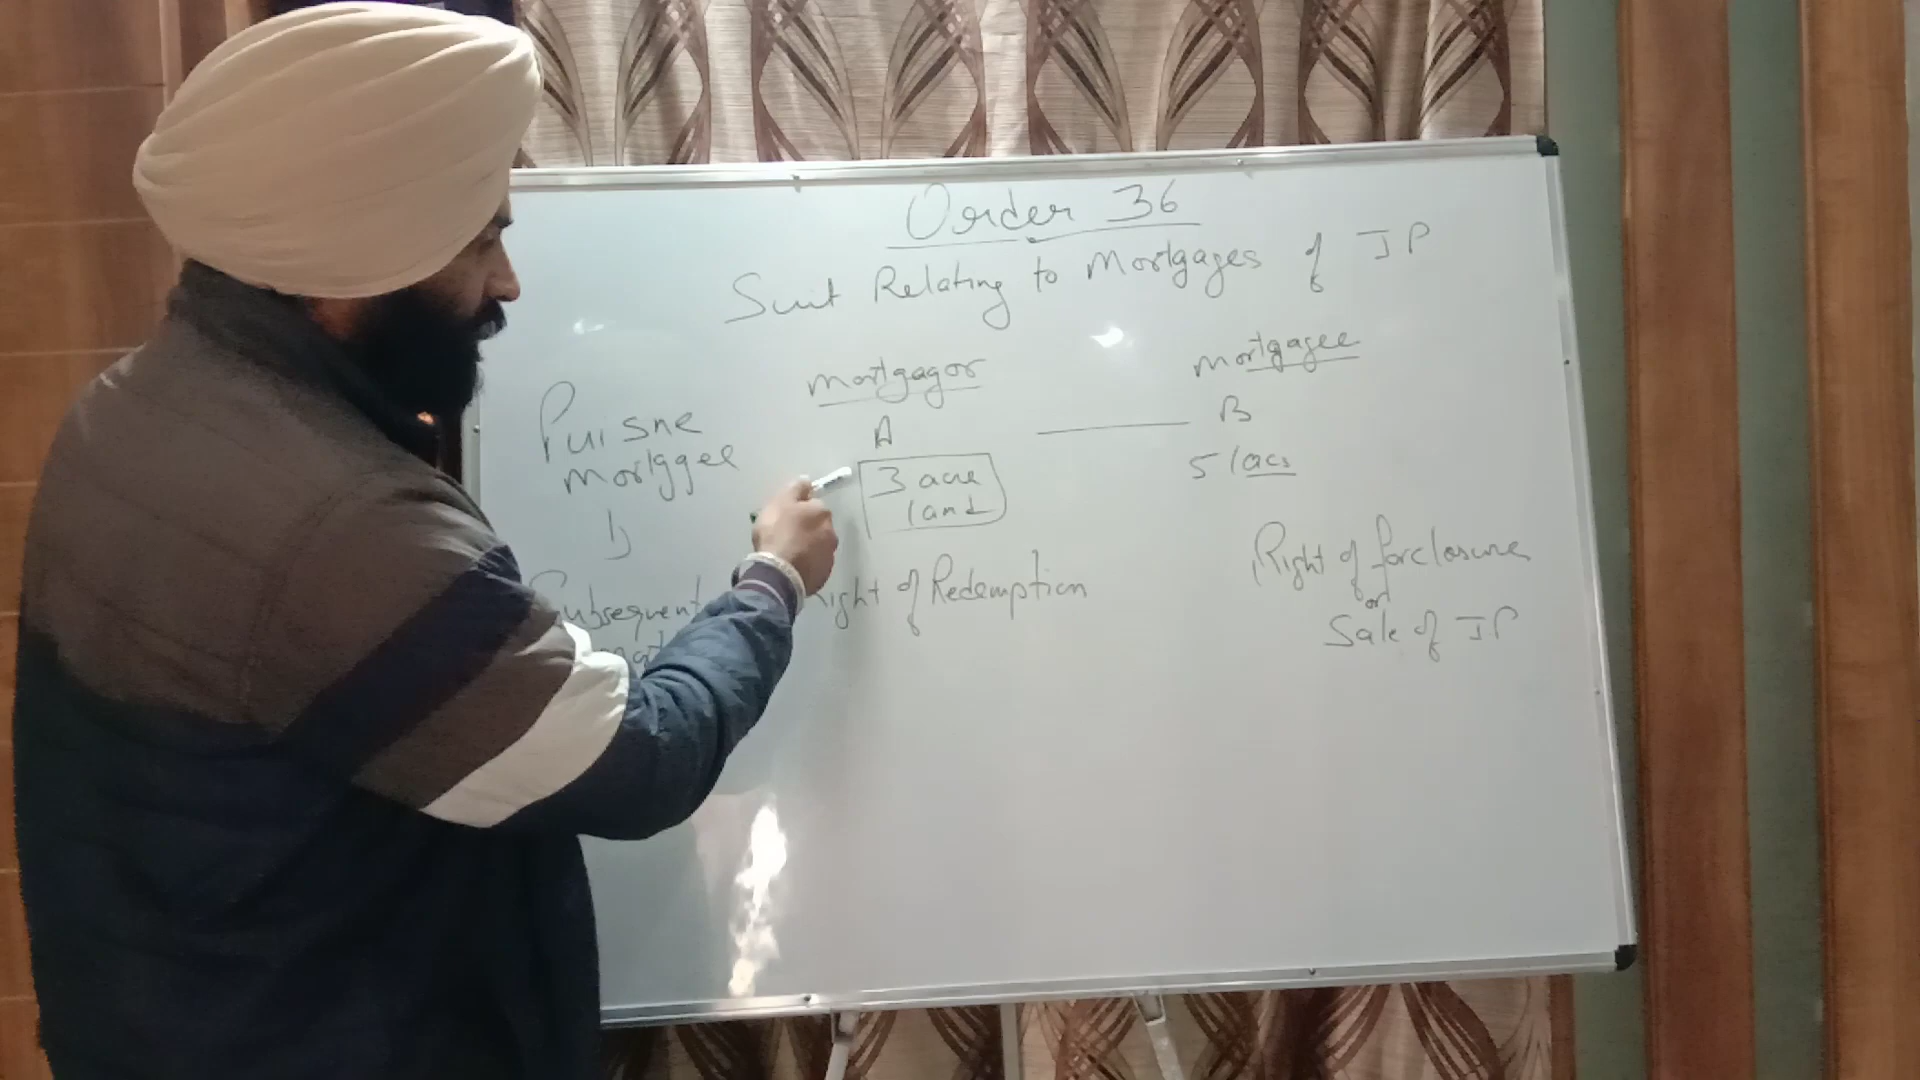 Order 36
Suit Relating to Mortgages of IP
Mortgagor
Mortgagee
A
B
3 acre
land
5 lacs
Puisne
Mortggee
Subsequent
Right of Redemption
Right of forclosure
or
Sale of IP